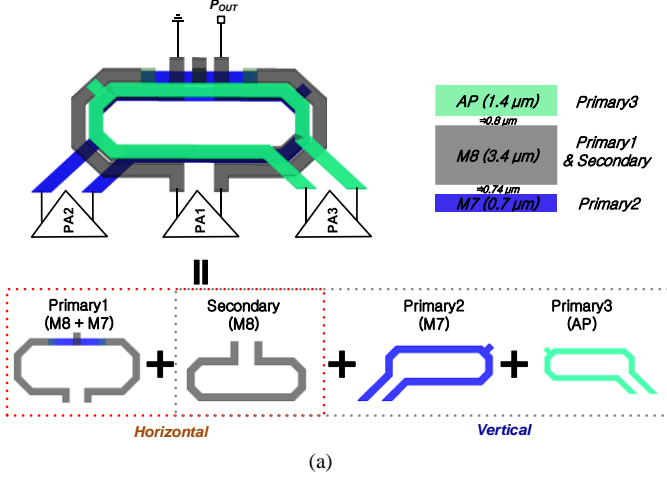 P_OUT
AP (1.4 μm)
Primary3
=0.8 μm
M8 (3.4 μm)
Primary1
& Secondary
=0.74 μm
M7 (0.7 μm)
Primary2
PA2
PA1
PA3
=
Primary1
(M8 + M7)
+
Secondary
(M8)
+
Primary2
(M7)
+
Primary3
(AP)
Horizontal
Vertical
(a)